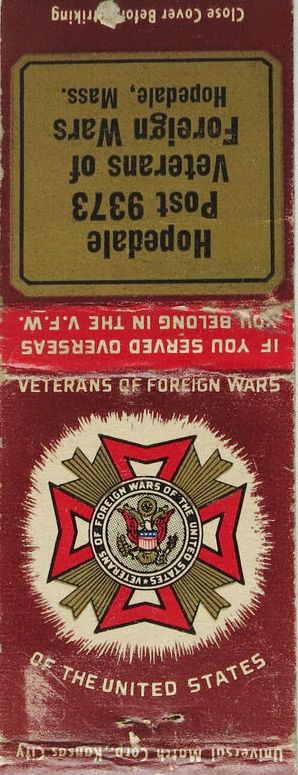 Close Cover Before Striking
Hopedale
Post 9373
Veterans of
Foreign Wars
Hopedale, Mass.
IF YOU SERVED OVERSEAS
YOU BELONG IN THE V.F.W.
VETERANS OF FOREIGN WARS
VETERANS OF FOREIGN WARS OF THE UNITED STATES
OF THE UNITED STATES
Universal Match Corp., Kansas City